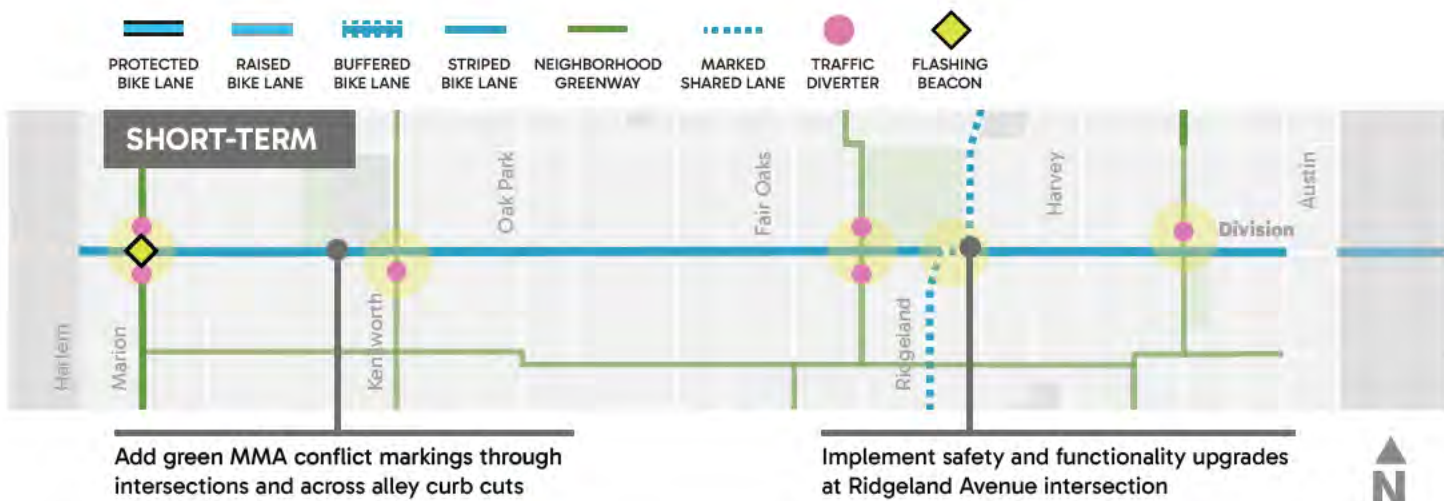 PROTECTED
BIKE LANE
RAISED
BIKE LANE
BUFFERED
BIKE LANE
STRIPED
BIKE LANE
NEIGHBORHOOD
GREENWAY
MARKED
SHARED LANE
TRAFFIC
DIVERTER
FLASHING
BEACON
SHORT-TERM
Harlem
Marion
Kenilworth
Oak Park
Fair Oaks
Ridgeland
Harvey
Division
Austin
Add green MMA conflict markings through
intersections and across alley curb cuts
Implement safety and functionality upgrades
at Ridgeland Avenue intersection
N